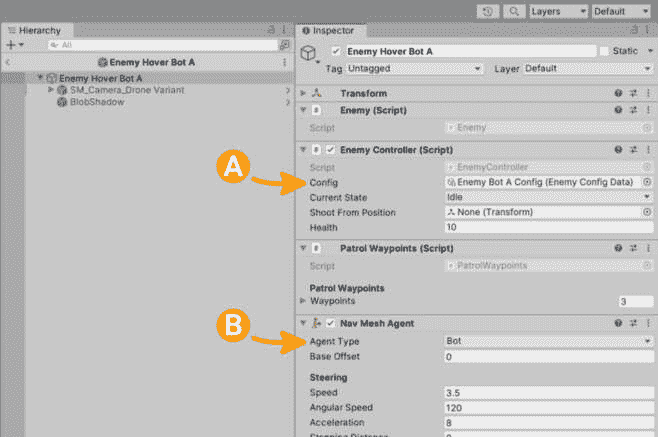 Layers
Default
Hierarchy
Inspector
All
Enemy Hover Bot A
Enemy Hover Bot A
SM_Camera_Drone Variant
BlobShadow
Enemy Hover Bot A
Static
Tag Untagged
Layer Default
Transform
Enemy (Script)
Script
Enemy
Enemy Controller (Script)
Script
EnemyController
A
Config
Enemy Bot A Config (Enemy Config Data)
Current State
Idle
Shoot From Position
None (Transform)
Health
10
Patrol Waypoints (Script)
Script
PatrolWaypoints
Patrol Waypoints
Waypoints
3
B
Nav Mesh Agent
Agent Type
Bot
Base Offset
0
Steering
Speed
3.5
Angular Speed
120
Acceleration
8